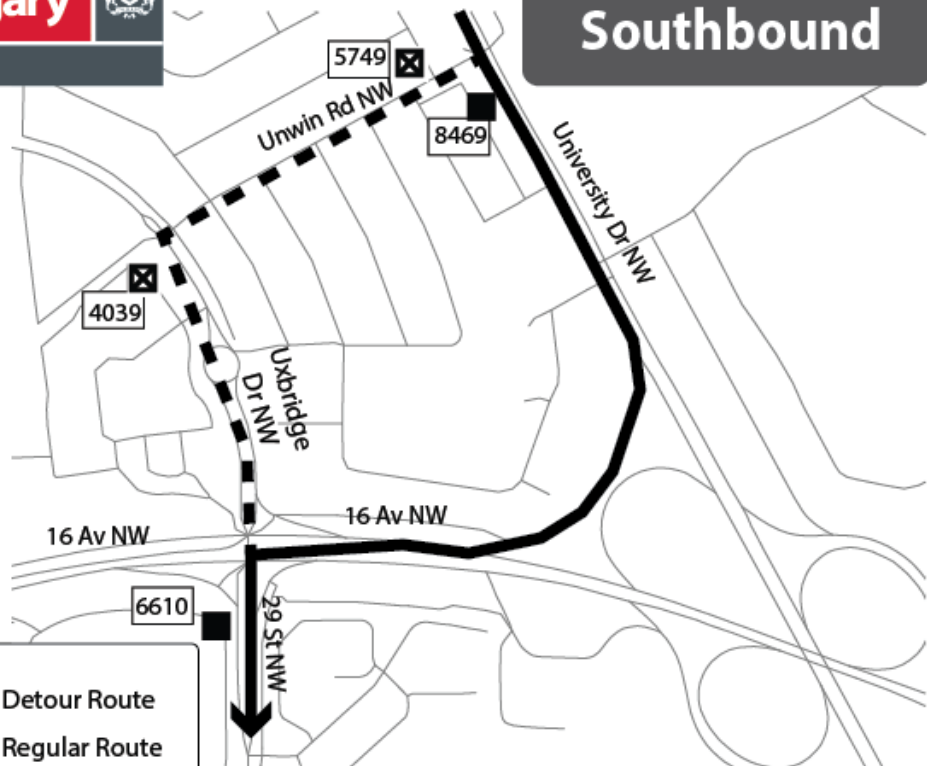 Southbound
5749
Unwin Rd NW
8469
University Dr NW
4039
Uxbridge
Dr NW
16 Av NW
16 Av NW
6610
29 St NW
Detour Route
Regular Route